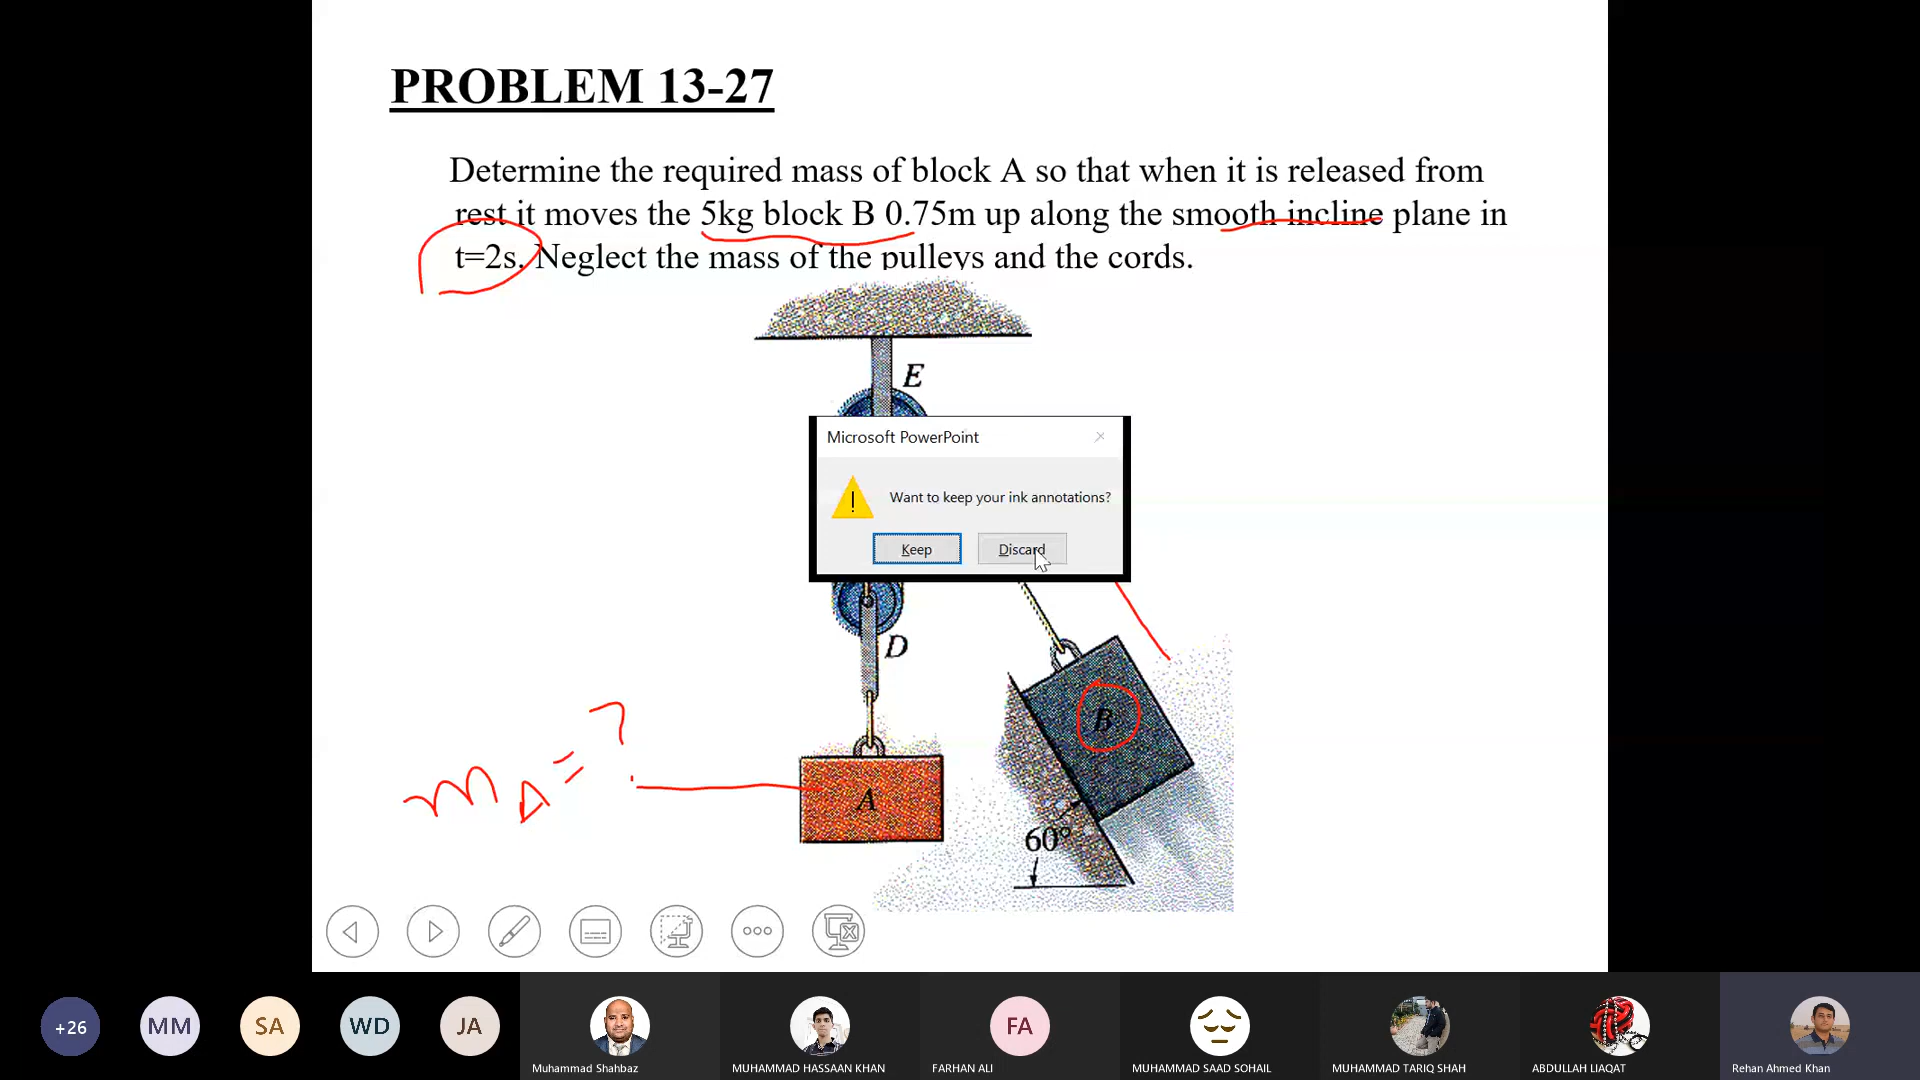 PROBLEM 13-27
Determine the required mass of block A so that when it is released from
rest it moves the 5kg block B 0.75m up along the smooth incline plane in
t=2s. Neglect the mass of the pulleys and the cords.
E
Microsoft PowerPoint
Want to keep your ink annotations?
Keep Discard
D
B
mA=?
A
60°
+26 MM SA WD JA FA
Muhammad Shahbaz MUHAMMAD HASSAAN KHAN FARHAN ALI MUHAMMAD SAAD SOHAIL MUHAMMAD TARIQ SHAH ABDULLAH LIAQAT Rehan Ahmed Khan